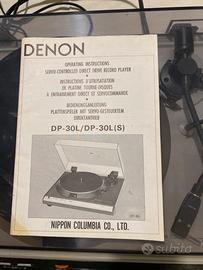 DENON
OPERATING INSTRUCTIONS
SERVO-CONTROLLED DIRECT DRIVE RECORD PLAYER
INSTRUCTIONS D'UTILISATION
DE PLATINE TOURNE-DISQUES
A ENTRAINEMENT DIRECT ET SERVOCOMMANDE
BEDIENUNGSANLEITUNG
PLATTENSPIELER MIT SERVO-GESTEUERTEM
DIREKTANTRIEB
DP-30L/DP-30L(S)
NIPPON COLUMBIA CO., LTD.
subito